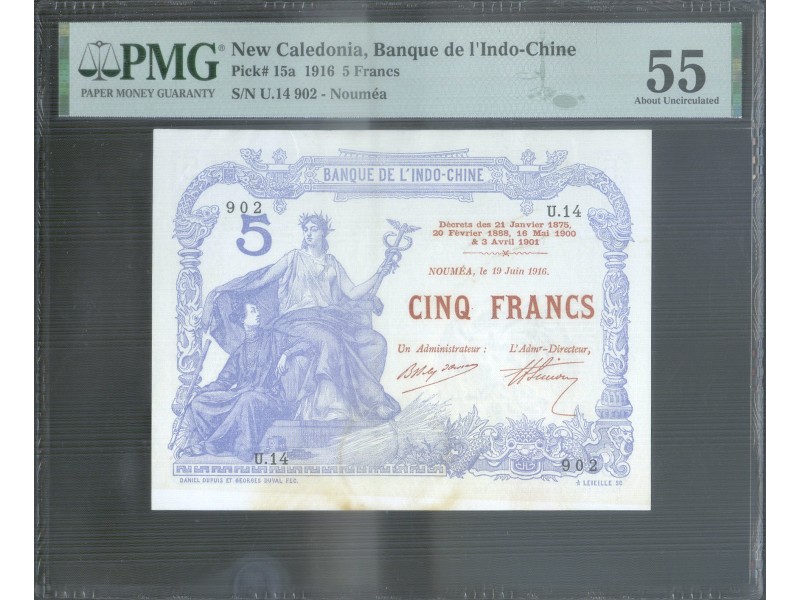 PMG
PAPER MONEY GUARANTY
New Caledonia, Banque de l'Indo-Chine
Pick# 15a 1916 5 Francs
S/N U.14 902 - Nouméa
55
About Uncirculated
BANQUE DE L'INDO-CHINE
902
U.14
5
Décrets des 21 Janvier 1875,
20 Février 1888, 16 Mai 1900
& 3 Avril 1901
NOUMÉA, le 19 Juin 1916.
CINQ FRANCS
Un Administrateur :
L'Admr-Directeur,
U.14
902
DANIEL DUPUIS ET GEORGES DUVAL FEC.